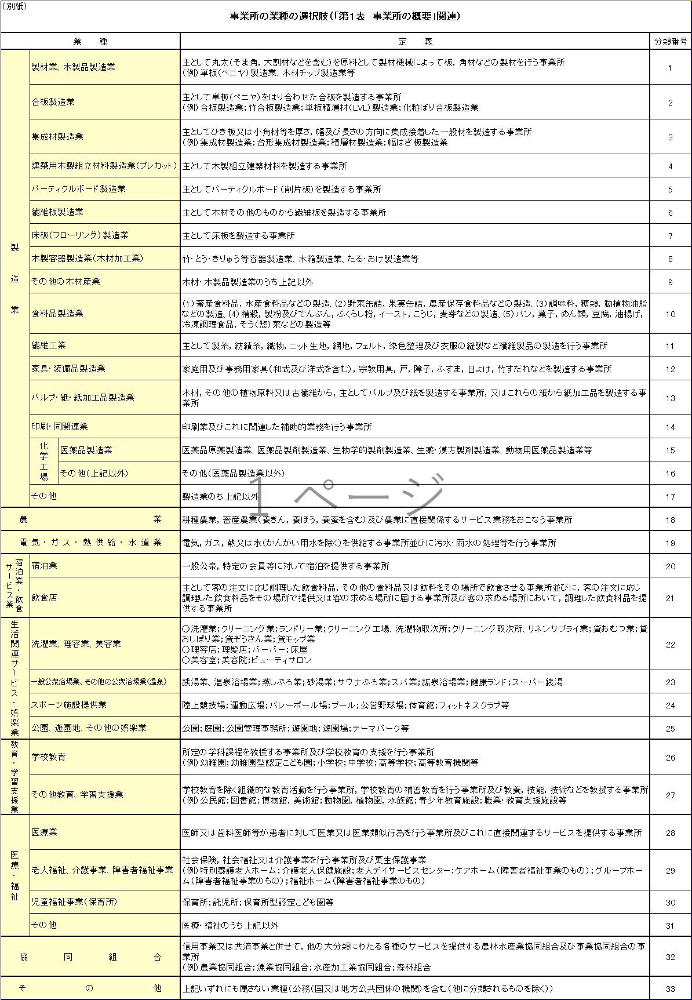 （別紙）
事業所の業種の選択肢（「第１表　事業所の概要」関連）
業　　種
定　　義
分類番号
製造業
製材業、木製品製造業
主として丸太（そま角，大割材などを含む）を原料として製材機械によって板，角材などの製材を行う事業所
（例）単板（ベニヤ）製造業、木材チップ製造業等
1
合板製造業
主として単板（ベニヤ）をはり合わせた合板を製造する事業所
（例）合板製造業；竹合板製造業；単板積層材（LVL）製造業；化粧ばり合板製造業
2
集成材製造業
主としてひき板又は小角材等を厚さ，幅及び長さの方向に集成接着した一般材を製造する事業所
（例）集成材製造業；台形集成材製造業；積層材製造業；幅はぎ板製造業
3
建築用木製組立材料製造業（プレカット）
主として木製組立建築材料を製造する事業所
4
パーティクルボード製造業
主としてパーティクルボード（削片板）を製造する事業所
5
繊維板製造業
主として木材その他のものから繊維板を製造する事業所
6
床板（フローリング）製造業
主として床板を製造する事業所
7
木製容器製造業（木材加工業）
竹・とう・きりゅう等容器製造業、木箱製造業、たる・おけ製造業等
8
その他の木材産業
木材・木製品製造業のうち上記以外
9
食料品製造業
（1）畜産食料品，水産食料品などの製造、（2）野菜缶詰，果実缶詰，農産保存食料品などの製造、（3）調味料，糖類，動植物油脂
などの製造、（4）精穀，製粉及びでんぷん，ふくらし粉，イースト，こうじ，麦芽などの製造、（5）パン，菓子，めん類，豆腐，油揚げ，
冷凍調理食品，そう（惣）菜などの製造等
10
繊維工業
主として製糸，紡績糸，織物，ニット生地，網地，フェルト，染色整理及び衣服の縫製など繊維製品の製造を行う事業所
11
家具・装備品製造業
家庭用及び事務用家具（和式及び洋式を含む），宗教用具，戸，障子，ふすま，日よけ，竹すだれなどを製造する事業所
12
パルプ・紙・紙加工品製造業
木材，その他の植物原料又は古繊維から，主としてパルプ及び紙を製造する事業所，又はこれらの紙から紙加工品を製造する事
業所
13
印刷・同関連業
印刷業及びこれに関連した補助的業務を行う事業所
14
化学工場
医薬品製造業
医薬品原薬製造業、医薬品製剤製造業、生物学的製剤製造業、生薬・漢方製剤製造業、動物用医薬品製造業等
15
その他（上記以外）
その他（医薬品製造業以外）
16
その他
製造業のち上記以外
17
1 ページ
農業
耕種農業，畜産農業（養きん，養ほう，養蚕を含む）及び農業に直接関係するサービス業務をおこなう事業所
18
電気・ガス・熱供給・水道業
電気，ガス，熱又は水（かんがい用水を除く）を供給する事業所並びに汚水・雨水の処理等を行う事業所
19
宿泊業・飲食サービス業
宿泊業
一般公衆，特定の会員等に対して宿泊を提供する事業所
20
飲食店
主として客の注文に応じ調理した飲食料品，その他の食料品又は飲料をその場所で飲食させる事業所並びに，客の注文に応じ
調理した飲食料品をその場所で提供又は客の求める場所に届ける事業所及び客の求める場所において，調理した飲食料品を提
供する事業所
21
生活関連サービス・娯楽業
洗濯業、理容業、美容業
○洗濯業；クリーニング業；ランドリー業；クリーニング工場、洗濯物取次所；クリーニング取次所、リネンサプライ業；貸おむつ業；貸
おしぼり業；貸ぞうきん業；貸モップ業
○理容店；理髪店；バーバー；床屋
○美容室；美容院；ビューティサロン
22
一般公衆浴場業、その他の公衆浴場業（温泉）
銭湯業、温泉浴場業；蒸しぶろ業；砂湯業；サウナぶろ業；スパ業；鉱泉浴場業；健康ランド；スーパー銭湯
23
スポーツ施設提供業
陸上競技場；運動広場；バレーボール場；プール；公営野球場；体育館；フィットネスクラブ等
24
公園、遊園地、その他の娯楽業
公園；庭園；公園管理事務所；遊園地；遊園場；テーマパーク等
25
教育・学習支援業
学校教育
所定の学科課程を教授する事業所及び学校教育の支援を行う事業所
（例）幼稚園；幼稚園型認定こども園；小学校；中学校；高等学校；高等教育機関等
26
その他教育、学習支援業
学校教育を除く組織的な教育活動を行う事業所，学校教育の補習教育を行う事業所及び教養，技能，技術などを教授する事業所
（例）公民館；図書館；博物館，美術館；動物園，植物園，水族館；青少年教育施設；職業・教育支援施設等
27
医療・福祉
医療業
医師又は歯科医師等が患者に対して医業又は医業類似行為を行う事業所及びこれに直接関連するサービスを提供する事業所
28
老人福祉、介護事業、障害者福祉事業
社会保険，社会福祉又は介護事業を行う事業所及び更生保護事業
（例）特別養護老人ホーム；介護老人保健施設；老人デイサービスセンター；ケアホーム（障害者福祉事業のもの）；グループホー
ム（障害者福祉事業のもの）；福祉ホーム（障害者福祉事業のもの）
29
児童福祉事業（保育所）
保育所；託児所；保育所型認定こども園等
30
その他
医療・福祉のうち上記以外
31
協同組合
信用事業又は共済事業と併せて，他の大分類にわたる各種のサービスを提供する農林水産業協同組合及び事業協同組合の事
業所
（例）農業協同組合；漁業協同組合；水産加工業協同組合；森林組合
32
その他
上記いずれにも属さない業種（公務（国又は地方公共団体の機関）を含む（他に分類されるものを除く））
33